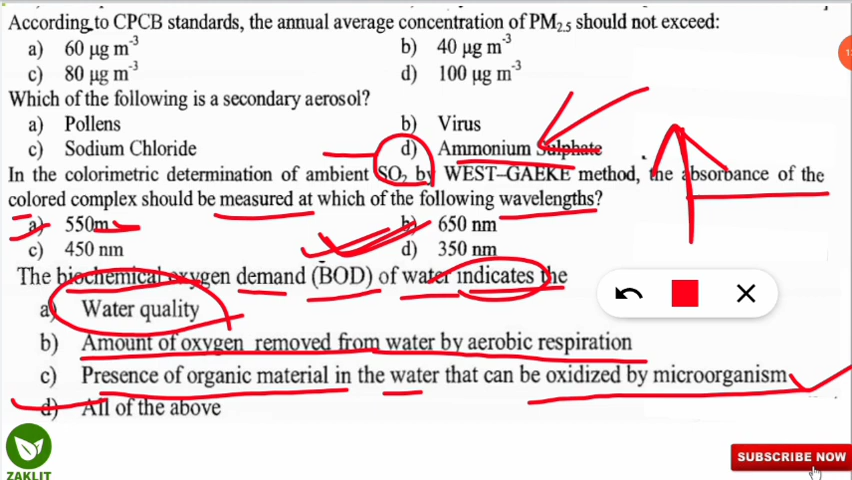 According to CPCB standards, the annual average concentration of PM2.5 should not exceed:
a) 60 μg m-3 b) 40 μg m-3
c) 80 μg m-3 d) 100 μg m-3
Which of the following is a secondary aerosol?
a) Pollens b) Virus
c) Sodium Chloride d) Ammonium Sulphate
In the colorimetric determination of ambient SO2 by WEST–GAEKE method, the absorbance of the
colored complex should be measured at which of the following wavelengths?
a) 550m b) 650 nm
c) 450 nm d) 350 nm
The biochemical oxygen demand (BOD) of water indicates the
a) Water quality
b) Amount of oxygen removed from water by aerobic respiration
c) Presence of organic material in the water that can be oxidized by microorganism
d) All of the above
ZAKLIT
SUBSCRIBE NOW